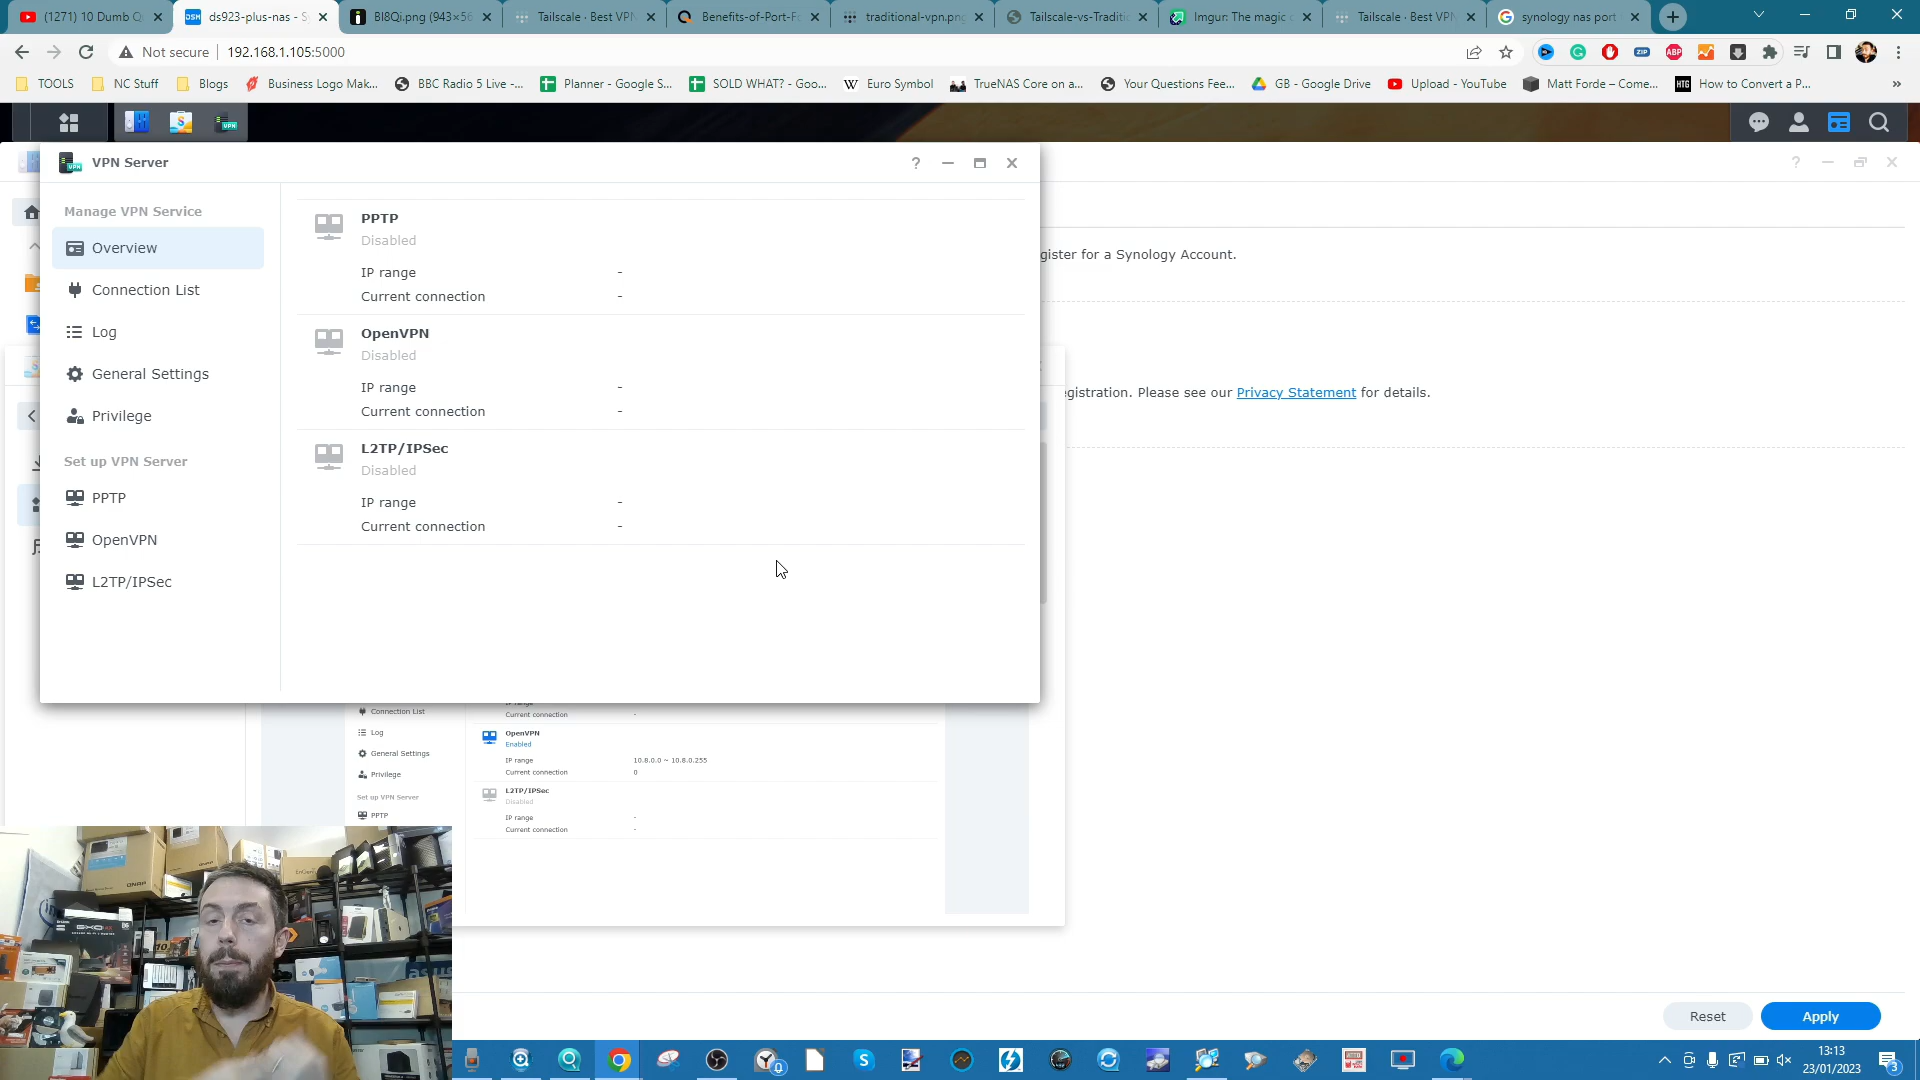 (1271) 10 Dumb Q
ds923-plus-nas - S
BI8Qi.png (943×56
Tailscale · Best VPN
Benefits-of-Port-Fo
traditional-vpn.png
Tailscale-vs-Traditio
Imgur: The magic o
Tailscale · Best VPN
synology nas port
Not secure
192.168.1.105:5000
TOOLS
NC Stuff
Blogs
Business Logo Mak...
BBC Radio 5 Live -...
Planner - Google S...
SOLD WHAT? - Goo...
Euro Symbol
TrueNAS Core on a...
Your Questions Fee...
GB - Google Drive
Upload - YouTube
Matt Forde – Come...
How to Convert a P...
VPN Server
Manage VPN Service
Overview
Connection List
Log
General Settings
Privilege
Set up VPN Server
PPTP
OpenVPN
L2TP/IPSec
PPTP
Disabled
IP range -
Current connection -
OpenVPN
Disabled
IP range -
Current connection -
L2TP/IPSec
Disabled
IP range -
Current connection -
gister for a Synology Account.
egistration. Please see our Privacy Statement for details.
Connection List
Log
General Settings
Privilege
Set up VPN Server
PPTP
Current connection -
OpenVPN
Enabled
IP range 10.8.0.0 ~ 10.8.0.255
Current connection 0
L2TP/IPSec
Disabled
IP range -
Current connection -
Reset
Apply
13:13
23/01/2023
3